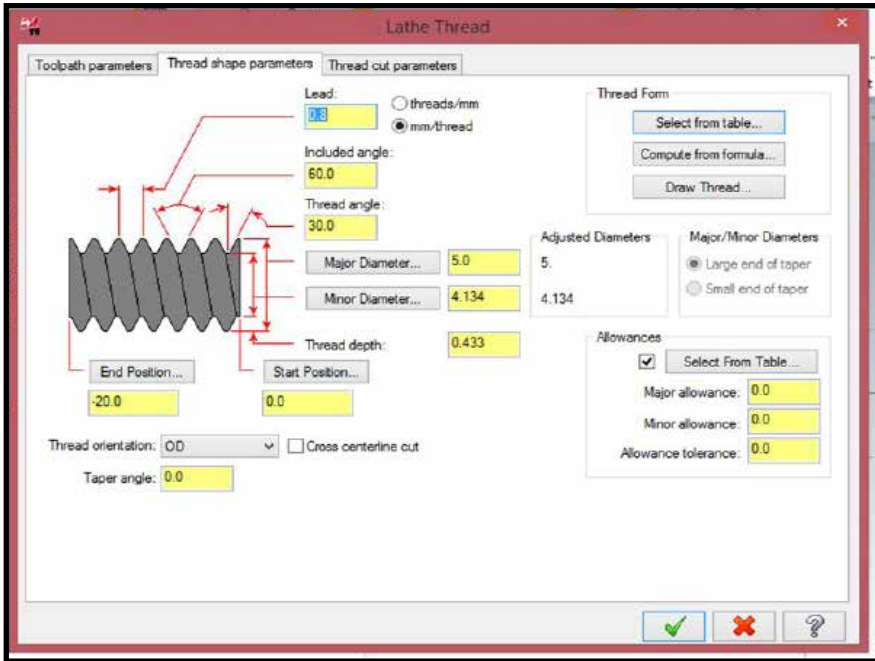 Lathe Thread
Toolpath parameters Thread shape parameters Thread cut parameters
Lead:
0.8
threads/mm
mm/thread
Included angle:
60.0
Thread angle:
30.0
Major Diameter... 5.0
Minor Diameter... 4.134
Thread depth: 0.433
End Position...
-20.0
Start Position...
0.0
Thread orientation: OD
Cross centerline cut
Taper angle: 0.0
Thread Form
Select from table...
Compute from formula...
Draw Thread...
Adjusted Diameters
5.
4.134
Major/Minor Diameters
Large end of taper
Small end of taper
Allowances
Select From Table...
Major allowance: 0.0
Minor allowance: 0.0
Allowance tolerance: 0.0